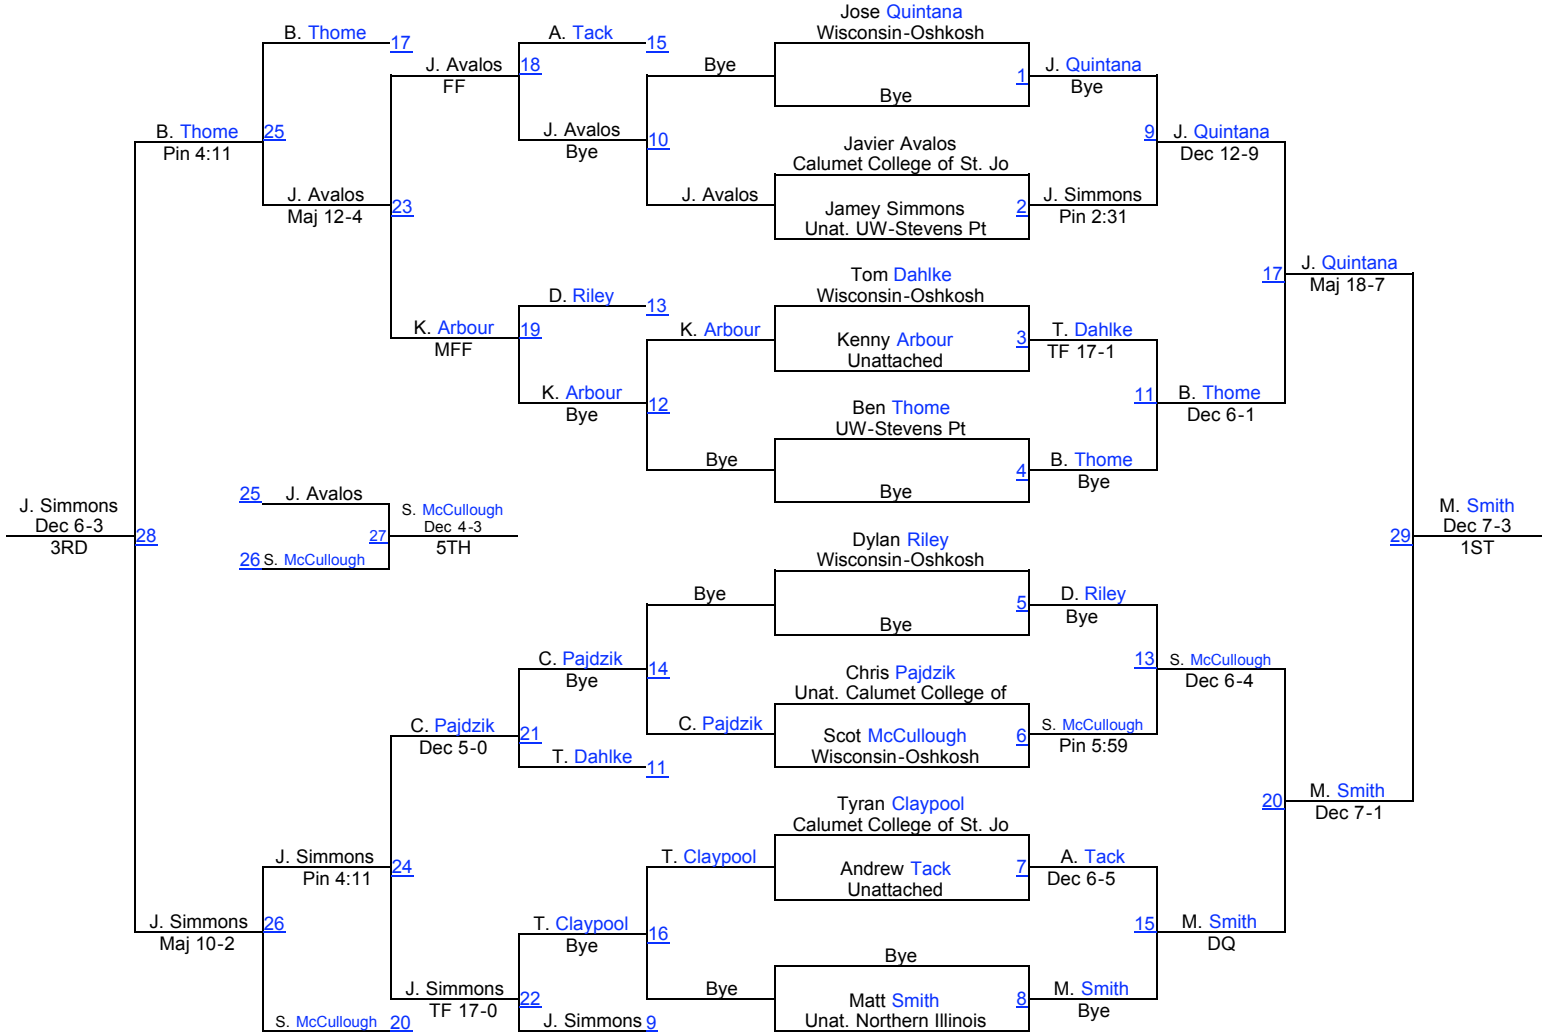 Jose Quintana
Wisconsin-Oshkosh
B. Thome
17
A. Tack
15
J. Avalos
18
FF
Bye
1
J. Quintana
Bye
Bye
B. Thome
25
Pin 4:11
J. Avalos
10
Bye
9
J. Quintana
Dec 12-9
Javier Avalos
Calumet College of St. Jo
J. Avalos
23
Maj 12-4
J. Avalos
Jamey Simmons
2
J. Simmons
Unat. UW-Stevens Pt
Pin 2:31
Tom Dahlke
Wisconsin-Oshkosh
17
J. Quintana
Maj 18-7
D. Riley
13
K. Arbour
19
MFF
K. Arbour
Kenny Arbour
3
T. Dahlke
Unattached
TF 17-1
K. Arbour
12
Bye
11
B. Thome
Dec 6-1
Ben Thome
UW-Stevens Pt
Bye
4
B. Thome
Bye
Bye
25
J. Avalos
J. Simmons
Dec 6-3
28
3RD
27
S. McCullough
Dec 4-3
5TH
26
S. McCullough
M. Smith
Dec 7-3
29
1ST
Dylan Riley
Wisconsin-Oshkosh
Bye
5
D. Riley
Bye
Bye
C. Pajdzik
14
Bye
13
S. McCullough
Dec 6-4
Chris Pajdzik
Unat. Calumet College of
C. Pajdzik
21
Dec 5-0
C. Pajdzik
Scot McCullough
6
S. McCullough
Wisconsin-Oshkosh
Pin 5:59
T. Dahlke
11
20
M. Smith
Dec 7-1
Tyran Claypool
Calumet College of St. Jo
J. Simmons
24
Pin 4:11
T. Claypool
Andrew Tack
7
A. Tack
Unattached
Dec 6-5
J. Simmons
26
Maj 10-2
T. Claypool
16
Bye
15
M. Smith
DQ
Bye
J. Simmons
22
TF 17-0
Bye
Matt Smith
8
M. Smith
Unat. Northern Illinois
Bye
S. McCullough
20
J. Simmons
9